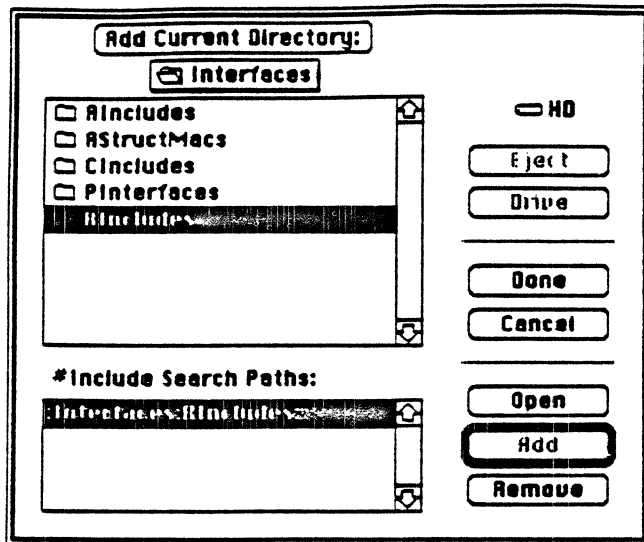 Add Current Directory:
Interfaces
AIncludes
AStructMacs
CIncludes
PInterfaces
RIncludes
HD
Eject
Drive
Done
Cancel
#include Search Paths:
:Interfaces:RIncludes:
Open
Add
Remove